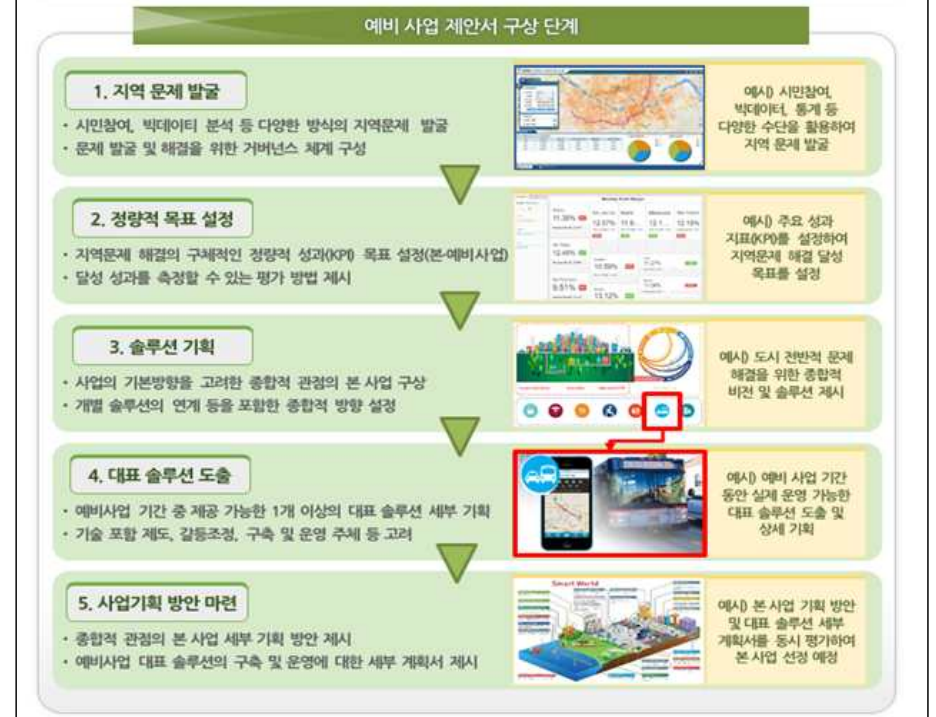 예비 사업 제안서 구상 단계
1. 지역 문제 발굴
• 시민참여, 빅데이터 분석 등 다양한 방식의 지역문제 발굴
• 문제 발굴 및 해결을 위한 거버넌스 체계 구성
예시) 시민참여,
빅데이터, 통계 등
다양한 수단을 활용하여
지역 문제 발굴
2. 정량적 목표 설정
• 지역문제 해결의 구체적인 정량적 성과(KPI) 목표 설정(본·예비사업)
• 달성 성과를 측정할 수 있는 평가 방법 제시
11.38%
12.07%
12.46%
10.59%
9.51%
13.12%
예시) 주요 성과
지표(KPI)를 설정하여
지역문제 해결 달성
목표를 설정
3. 솔루션 기획
• 사업의 기본방향을 고려한 종합적 관점의 본 사업 구상
• 개별 솔루션의 연계 등을 포함한 종합적 방향 설정
예시) 도시 전반적 문제
해결을 위한 종합적
비전 및 솔루션 제시
4. 대표 솔루션 도출
• 예비사업 기간 중 제공 가능한 1개 이상의 대표 솔루션 세부 기획
• 기술 포함 제도, 갈등조정, 구축 및 운영 주체 등 고려
예시) 예비 사업 기간
동안 실제 운영 가능한
대표 솔루션 도출 및
상세 기획
5. 사업기획 방안 마련
• 종합적 관점의 본 사업 세부 기획 방안 제시
• 예비사업 대표 솔루션의 구축 및 운영에 대한 세부 계획서 제시
Smart World
예시) 본 사업 기획 방안
및 대표 솔루션 세부
계획서를 동시 평가하여
본 사업 선정 예정